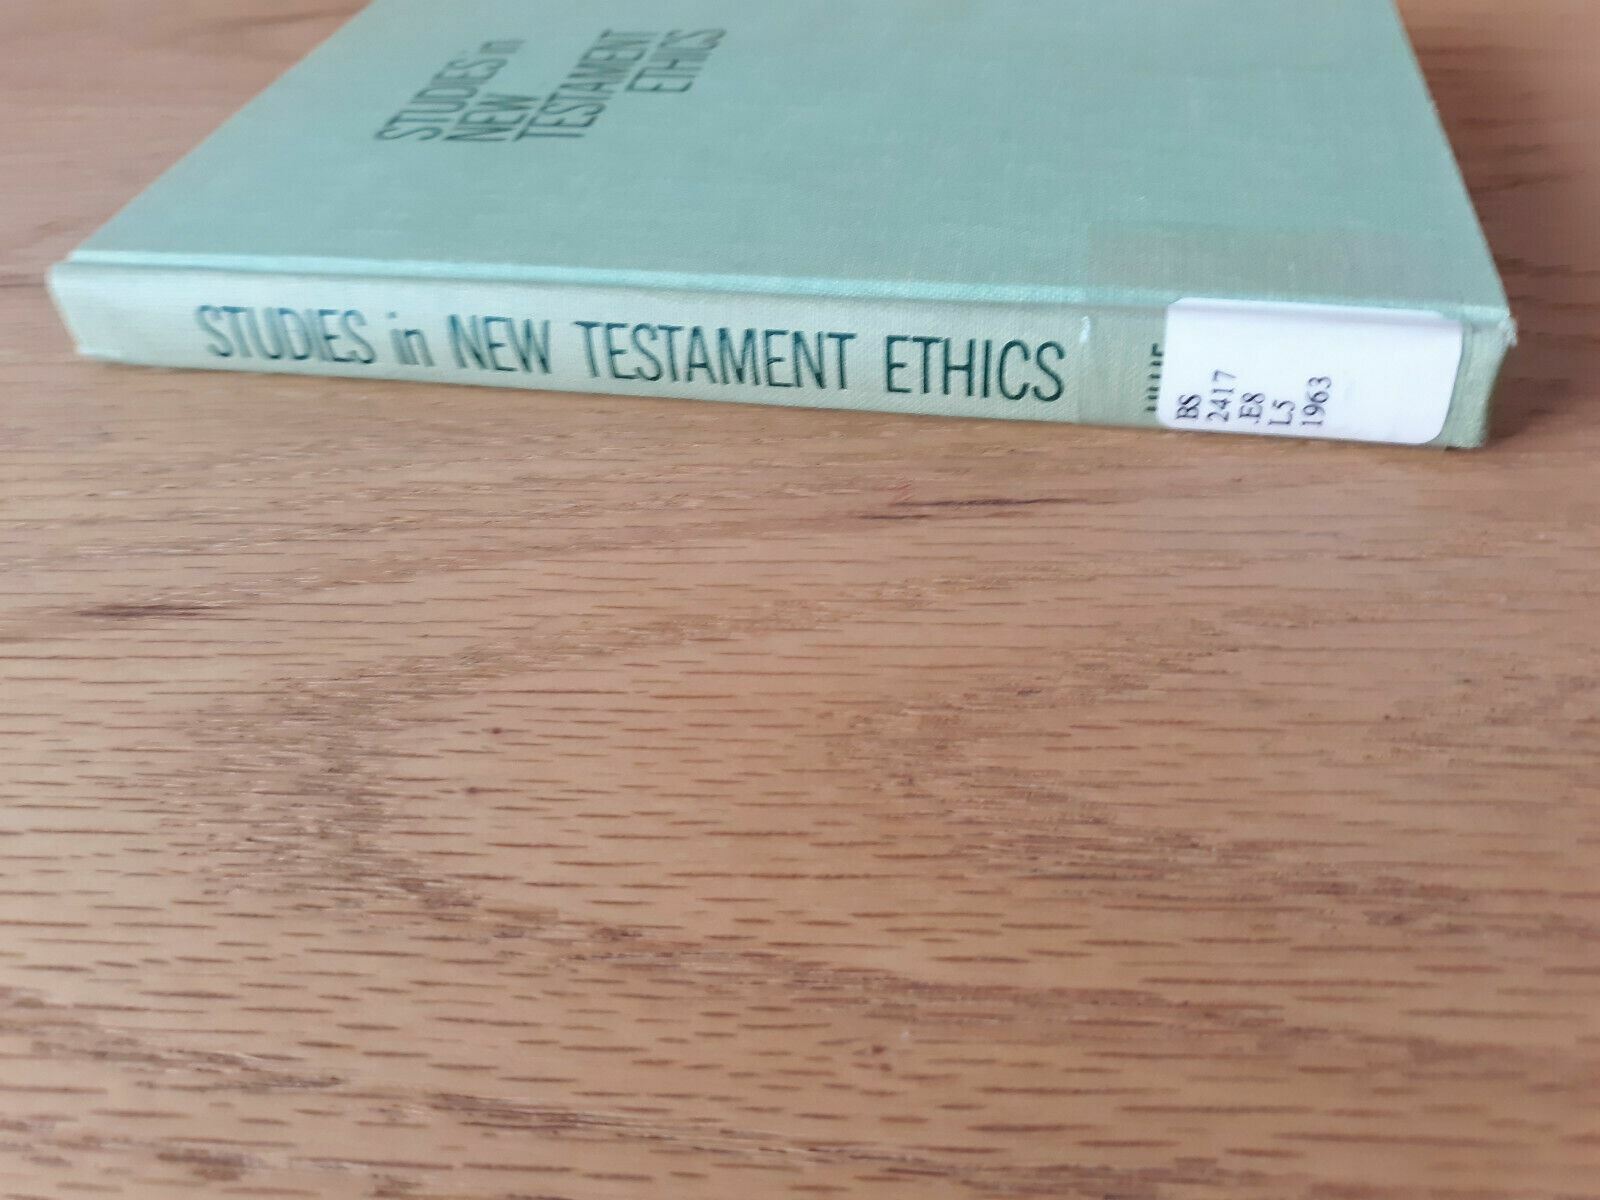 STUDIES in
NEW
TESTAMENT
ETHICS
STUDIES in NEW TESTAMENT ETHICS
BS
2417
.E8
L5
1963